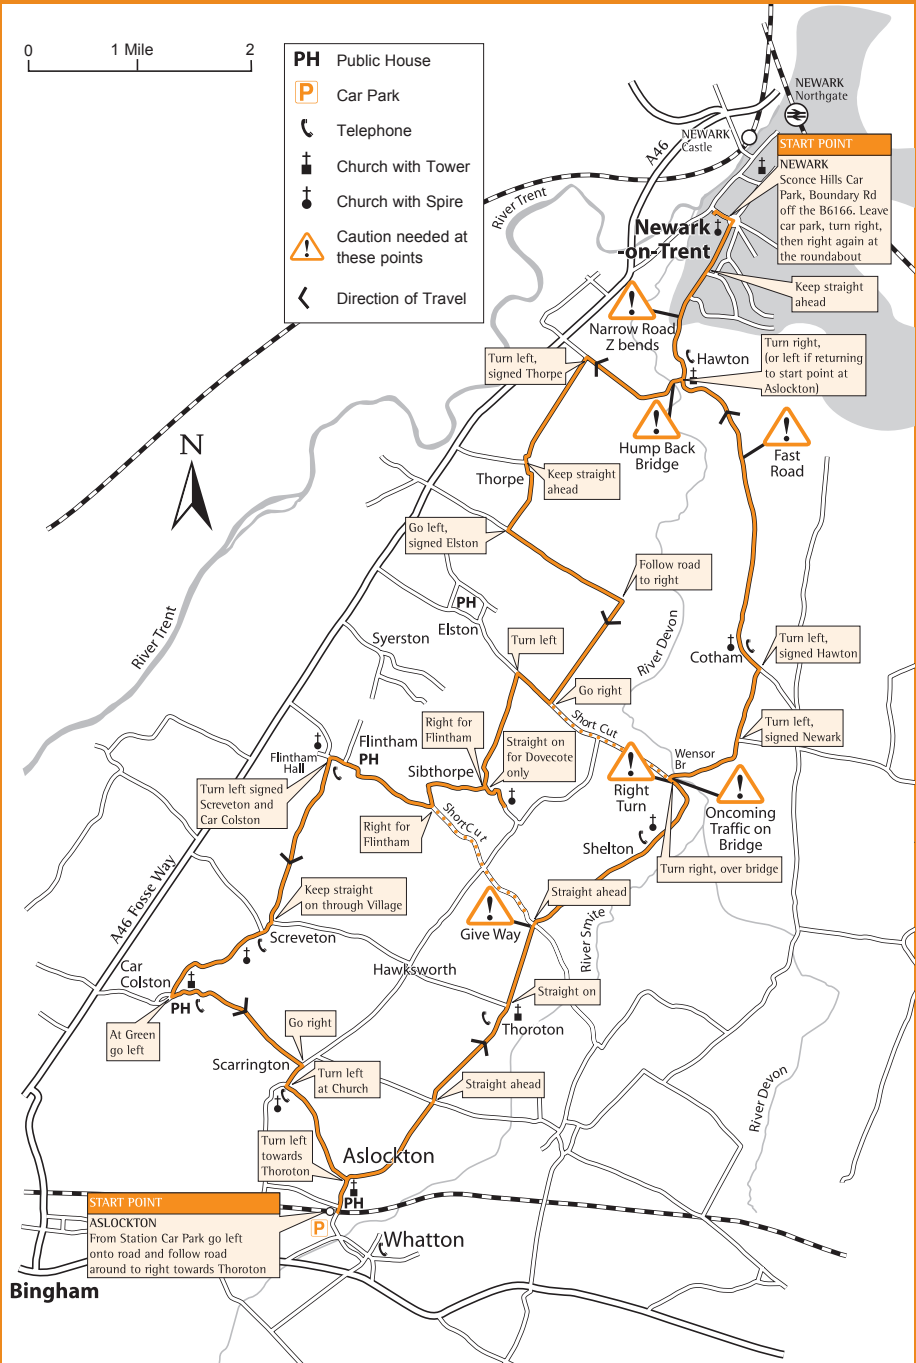 0
1 Mile
2
PH Public House
P Car Park
Telephone
Church with Tower
Church with Spire
! Caution needed at
these points
Direction of Travel
NEWARK
Northgate
NEWARK
Castle
A46
River Trent
START POINT
NEWARK
Sconce Hills Car
Park, Boundary Rd
off the B6166. Leave
car park, turn right,
then right again at
the roundabout
Newark
-on-Trent
Keep straight
ahead
!
Narrow Road
Z bends
Turn right,
(or left if returning
to start point at
Aslockton)
Hawton
Turn left,
signed Thorpe
!
Hump Back
Bridge
!
Fast
Road
N
Thorpe
Keep straight
ahead
Go left,
signed Elston
Follow road
to right
PH
Elston
River Trent
Syerston
River Devon
Turn left
Cotham
Turn left,
signed Hawton
Go right
Short Cut
Right for
Flintham
Turn left,
signed Newark
Straight on
for Dovecote
only
Flintham
PH
Flintham
Hall
Sibthorpe
Wensor
Br
!
Right
Turn
!
Oncoming
Traffic on
Bridge
Turn left signed
Screveton and
Car Colston
Right for
Flintham
Short Cut
Shelton
Turn right, over bridge
A46 Fosse Way
Keep straight
on through Village
Straight ahead
!
Give Way
Screveton
River Smite
Car
Colston
Hawksworth
Straight on
PH
Thoroton
At Green
go left
Go right
Scarrington
Turn left
at Church
Straight ahead
River Devon
Turn left
towards
Thoroton
Aslockton
PH
START POINT
ASLOCKTON
From Station Car Park go left
onto road and follow road
around to right towards Thoroton
P
Whatton
Bingham